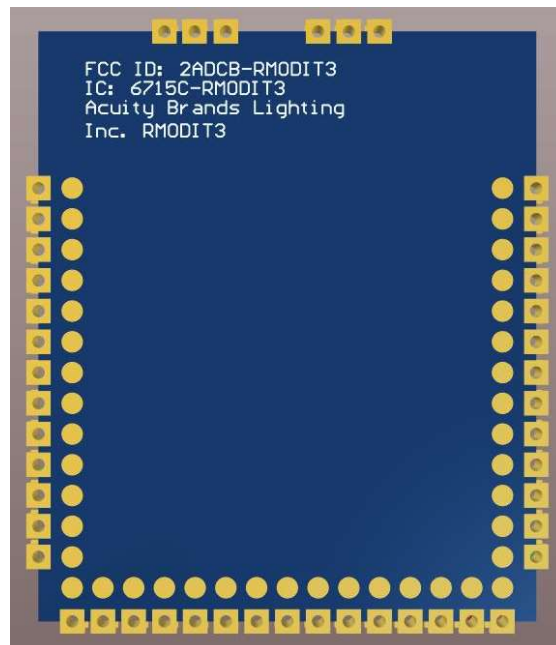 FCC ID: 2ADCB-RMODIT3
IC: 6715C-RMODIT3
Acuity Brands Lighting
Inc. RMODIT3